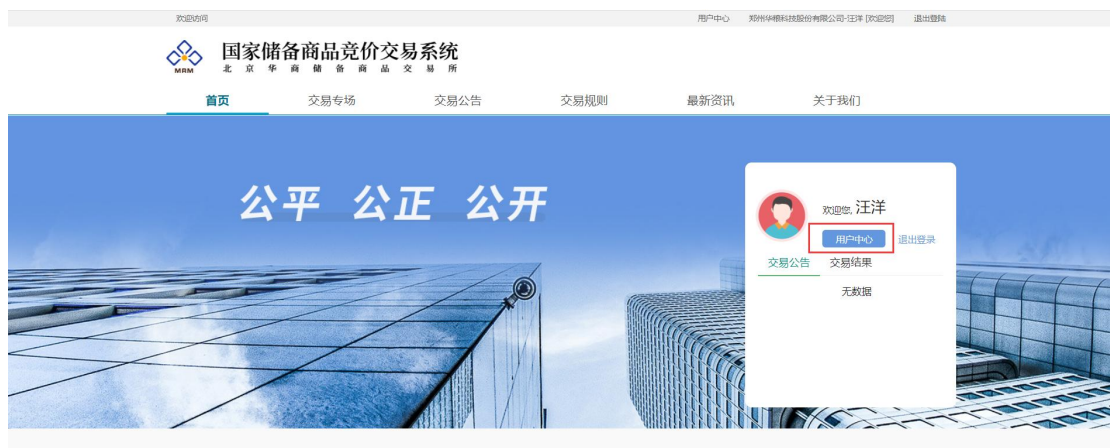 欢迎访问 用户中心 郑州华粮科技股份有限公司-汪洋 [欢迎您] 退出登陆
MRM
国家储备商品竞价交易系统
北京华商储备商品交易所
首页 交易专场 交易公告 交易规则 最新资讯 关于我们
公平 公正 公开
欢迎您, 汪洋
用户中心 退出登录
交易公告 交易结果
无数据